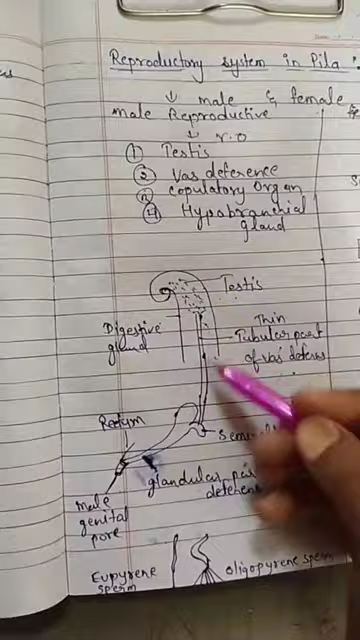 Reproductory system in Pila
↓ male & female
male Reproductive
↓ r.o
① Testis
② Vas deference
③ copulatory organ
④ Hypobranchial
gland
Testis
Digestive
gland
Thin
Tubular part
of vas deferens
Rectum
glandular
deferens
male
genital
pore
Eupyrene
sperm
oligopyrene sperm